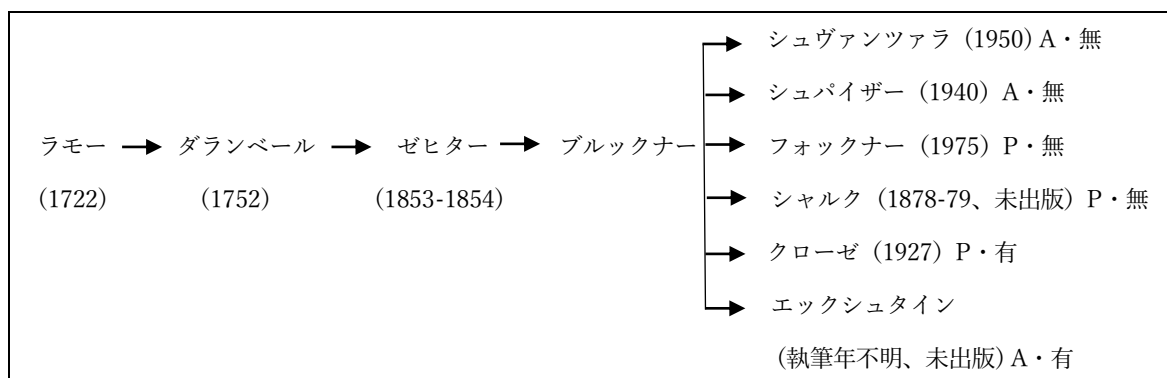 シュヴァンツァラ (1950) A・無
シュパイザー (1940) A・無
ラモー ダランベール ゼヒター ブルックナー フォックナー (1975) P・無
(1722) (1752) (1853-1854) シャルク (1878-79、未出版) P・無
クローゼ (1927) P・有
エックシュタイン
(執筆年不明、未出版) A・有